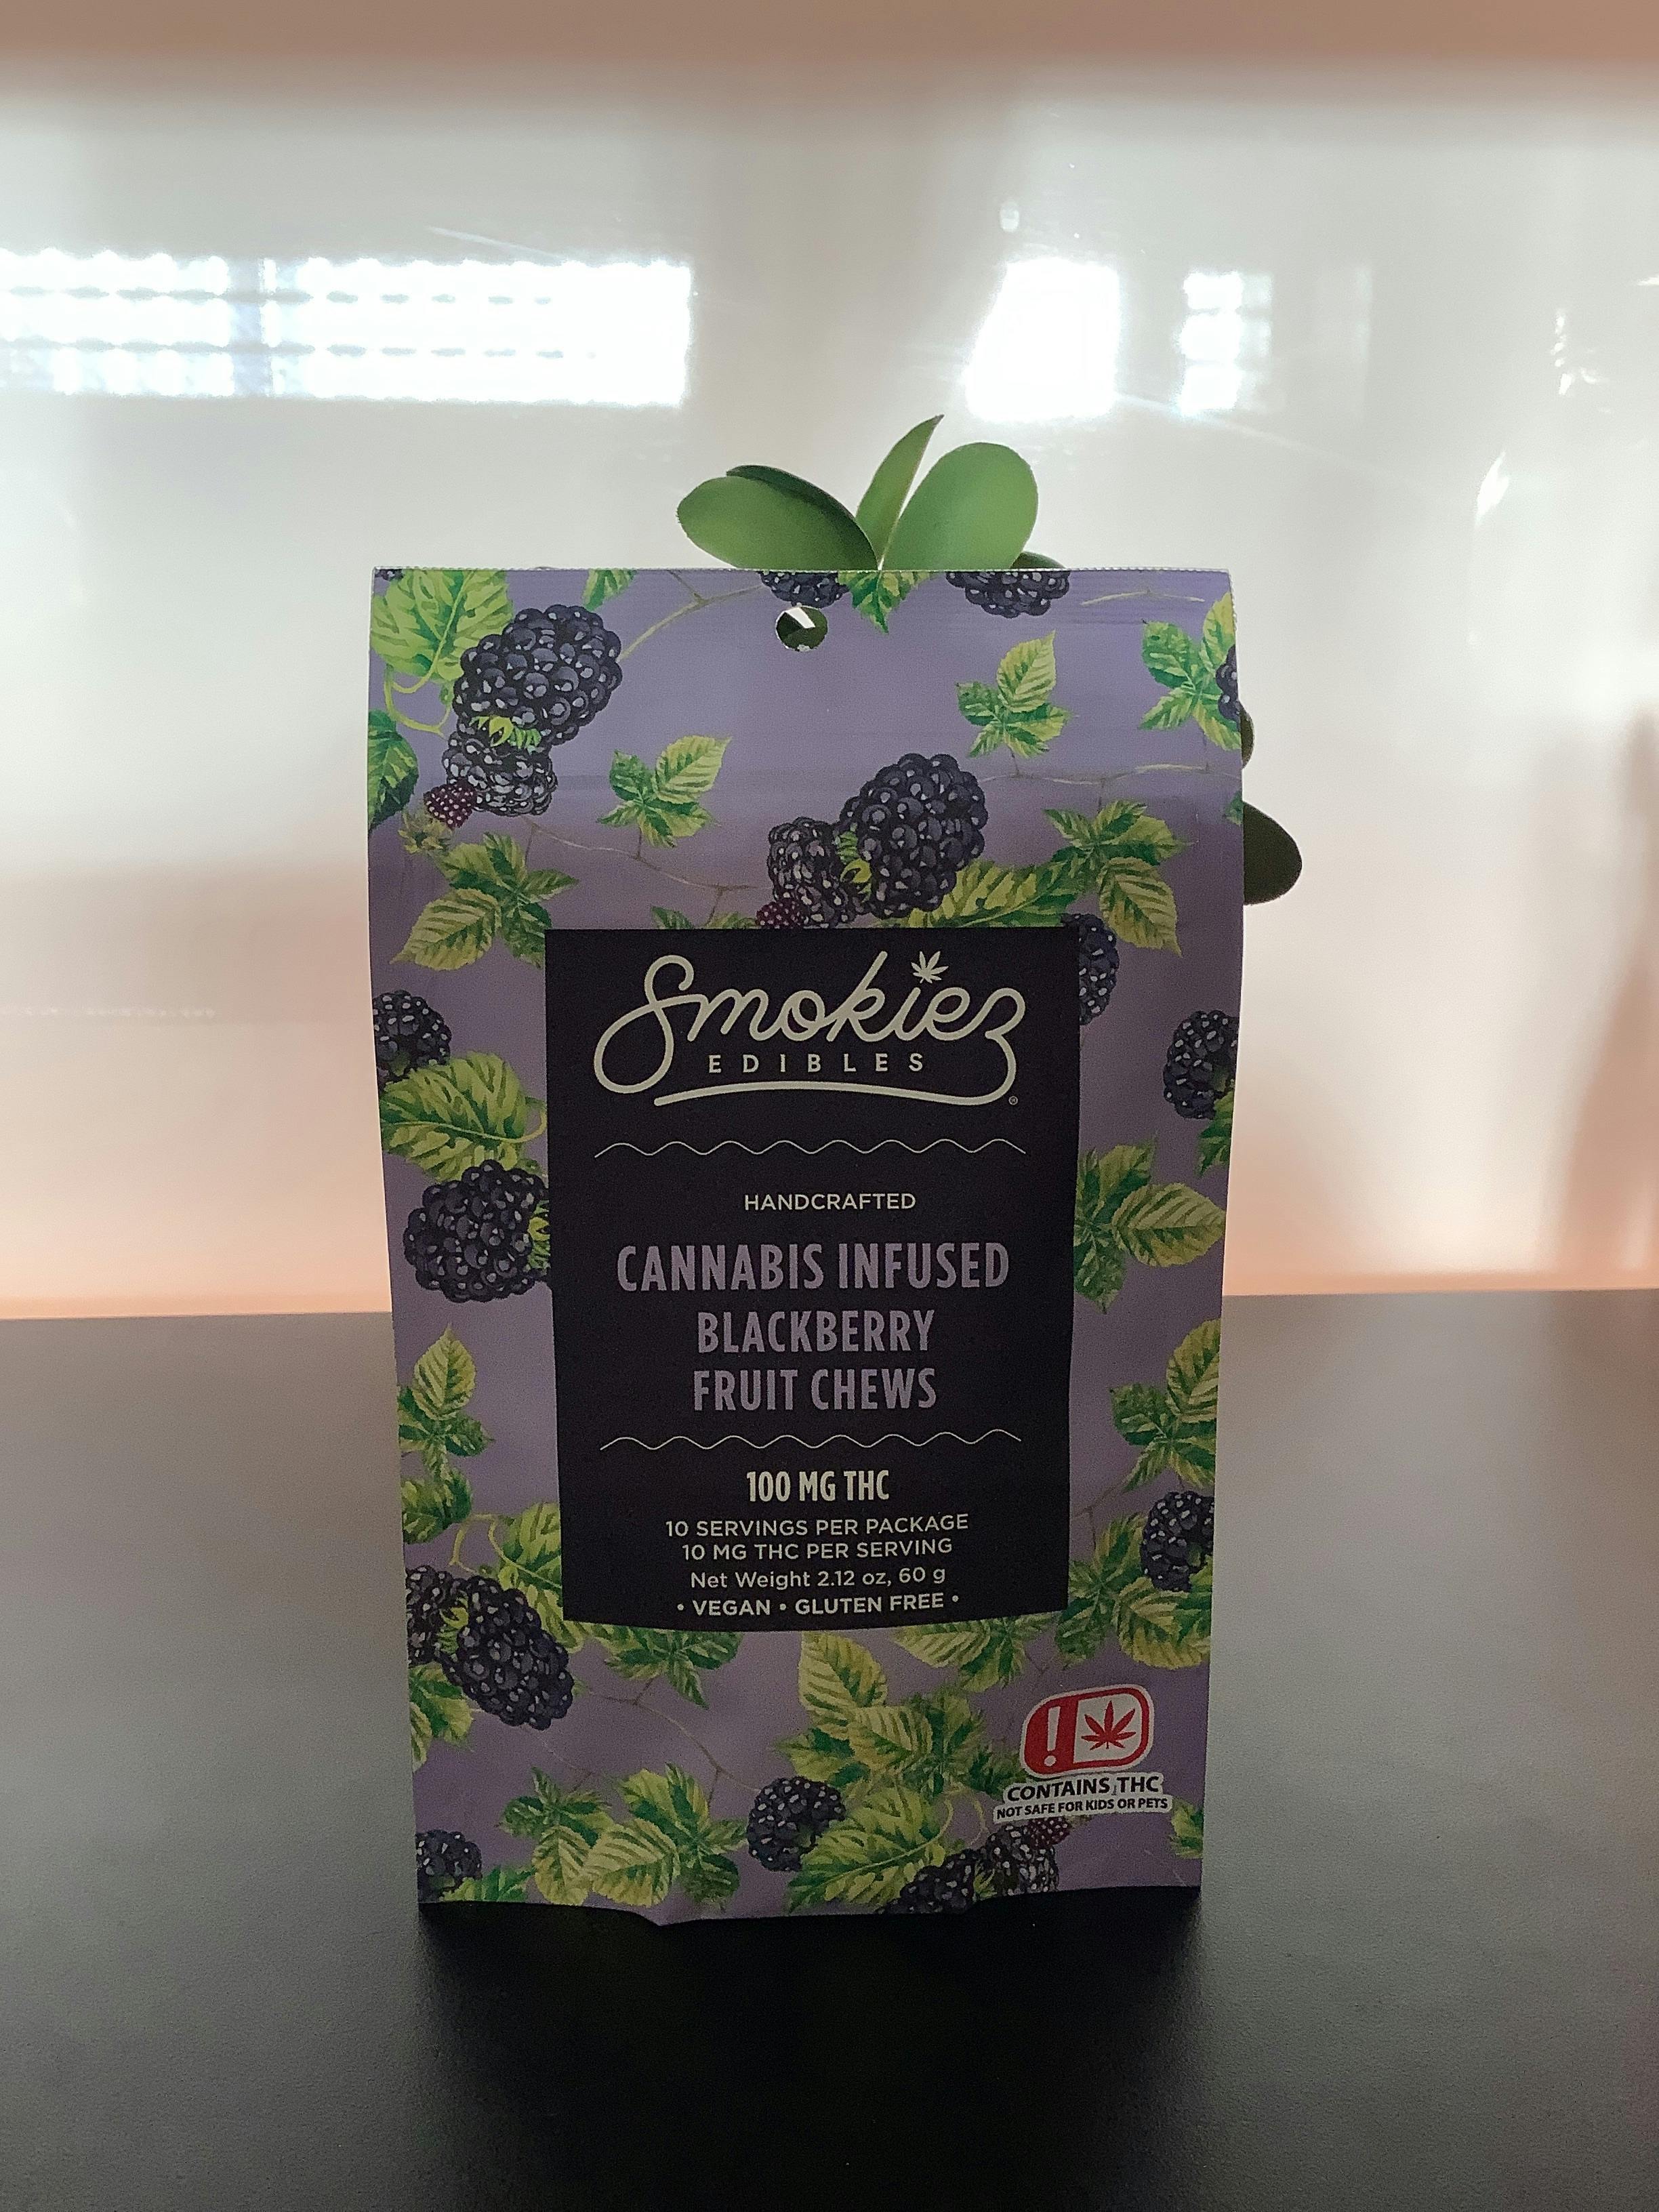 Smokiez
EDIBLES
®
HANDCRAFTED
CANNABIS INFUSED
BLACKBERRY
FRUIT CHEWS
100 MG THC
10 SERVINGS PER PACKAGE
10 MG THC PER SERVING
Net Weight 2.12 oz, 60 g
• VEGAN • GLUTEN FREE •
!
CONTAINS THC
NOT SAFE FOR KIDS OR PETS